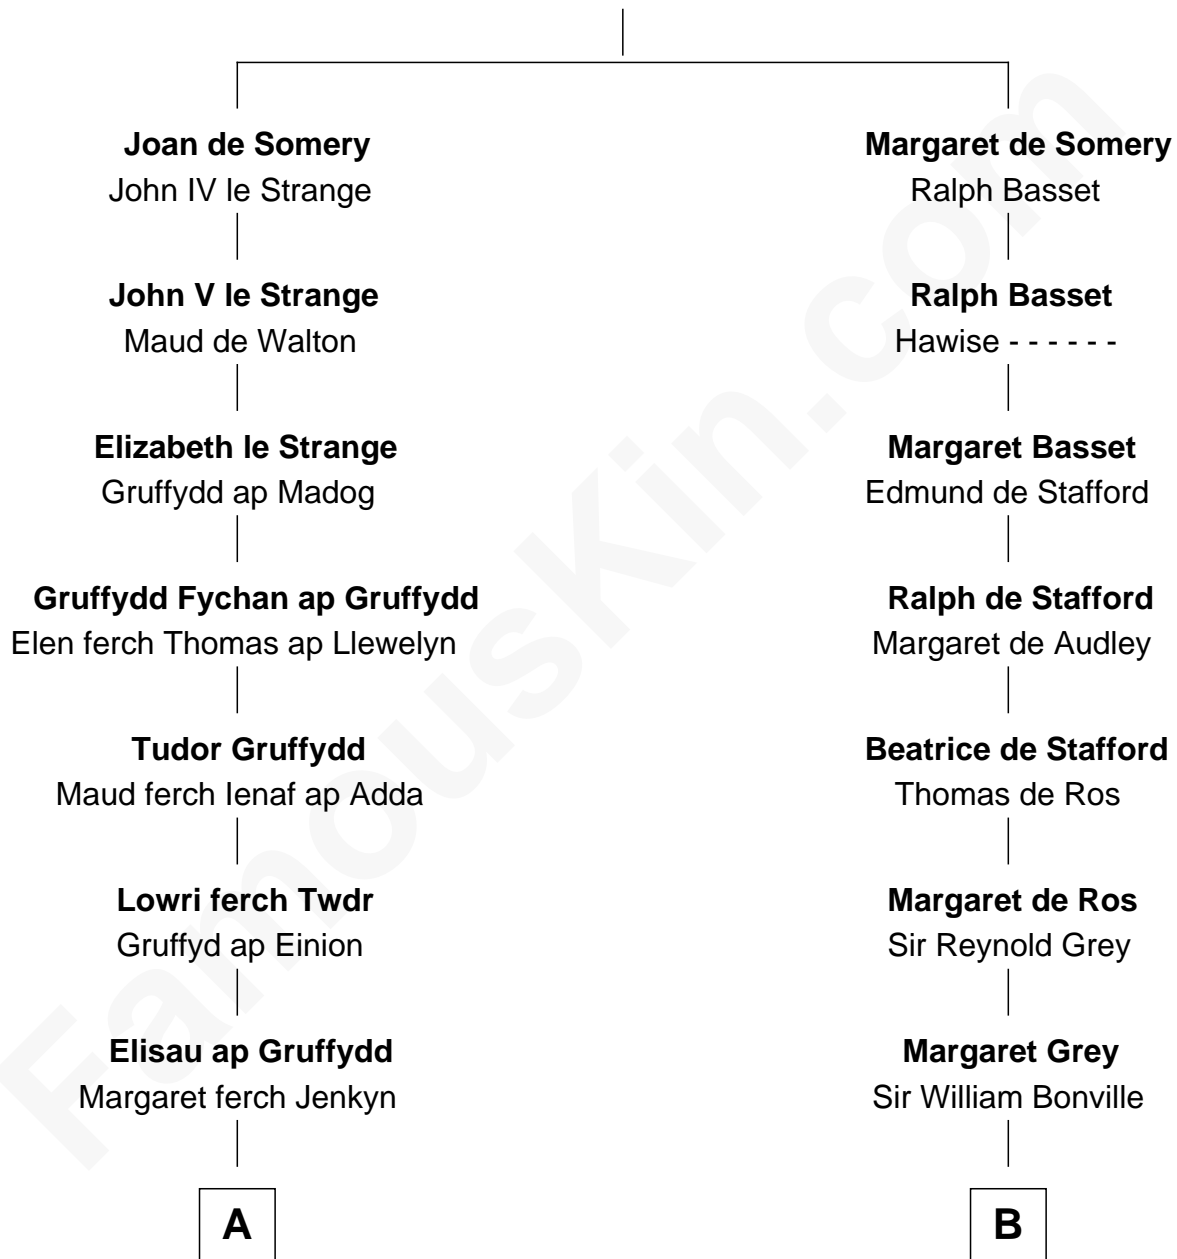 Joan de Somery
John IV le Strange
John V le Strange
Maud de Walton
Elizabeth le Strange
Gruffydd ap Madog
Gruffydd Fychan ap Gruffydd
Elen ferch Thomas ap Llewelyn
Tudor Gruffydd
Maud ferch Ienaf ap Adda
Lowri ferch Twdr
Gruffyd ap Einion
Elisau ap Gruffydd
Margaret ferch Jenkyn
A
Margaret de Somery
Ralph Basset
Ralph Basset
Hawise - - - - - -
Margaret Basset
Edmund de Stafford
Ralph de Stafford
Margaret de Audley
Beatrice de Stafford
Thomas de Ros
Margaret de Ros
Sir Reynold Grey
Margaret Grey
Sir William Bonville
B
FamousKin.com